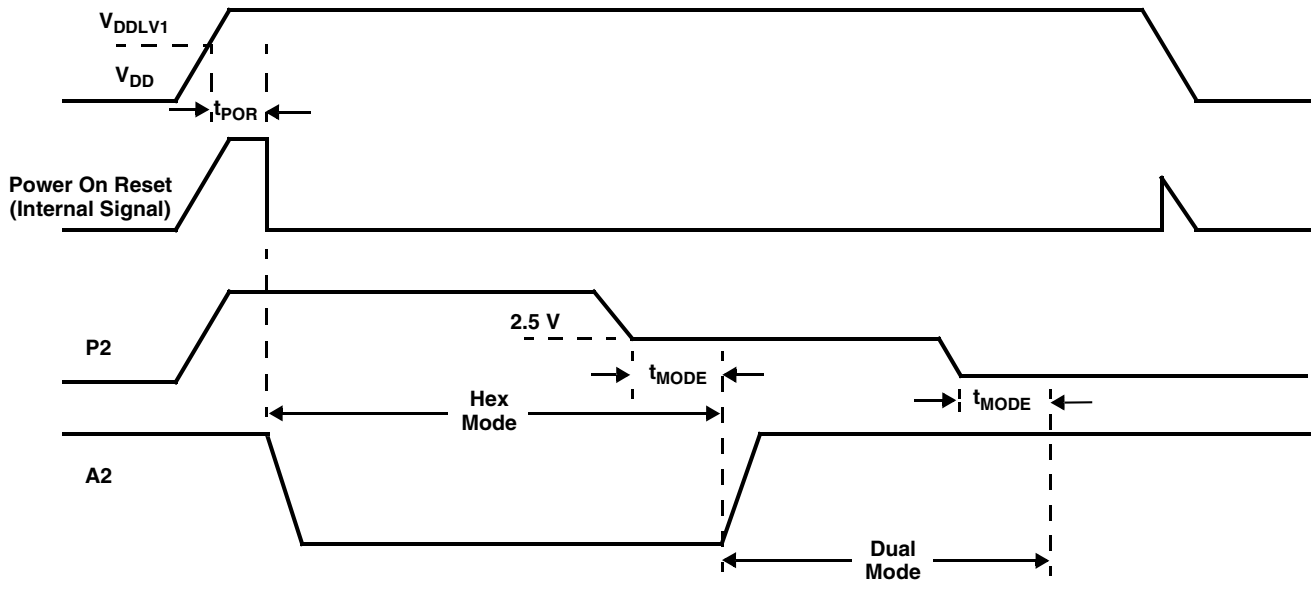 VDDLV1
VDD
tPOR
Power On Reset
(Internal Signal)
2.5 V
P2
tMODE
tMODE
Hex
Mode
A2
Dual
Mode